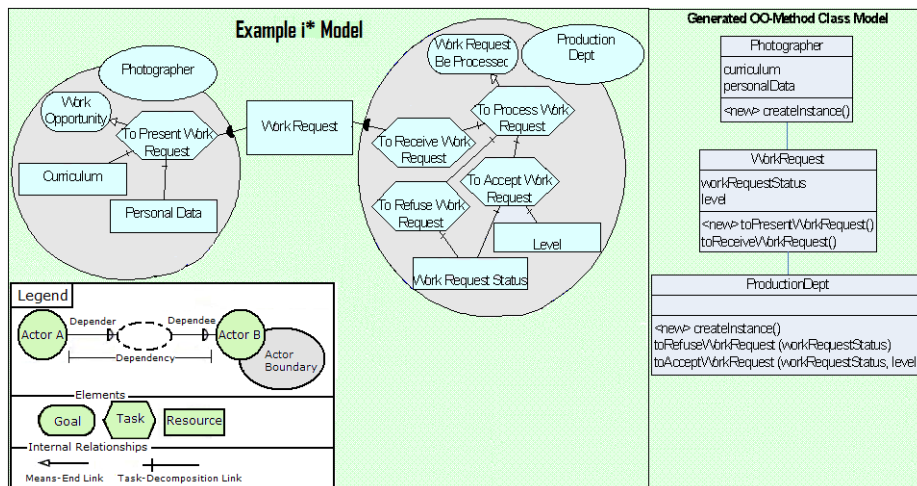 Example i* Model
Photographer
Work
Opportunity
To Present Work
Request
Curriculum
Personal Data
Work Request
Work Request
Be Processed
Production
Dept
To Process Work
Request
To Receive Work
Request
To Accept Work
Request
To Refuse Work
Request
Level
Work Request Status
Legend
Depender
Dependee
Actor A
Actor B
Dependency
Actor
Boundary
Elements
Goal
Task
Resource
Internal Relationships
Means-End Link
Task-Decomposition Link
Generated OO-Method Class Model
Photographer
curriculum
personalData
<new> createInstance()
WorkRequest
workRequestStatus
level
<new> toPresentWorkRequest()
toReceiveWorkRequest()
ProductionDept
<new> createInstance()
toRefuseWorkRequest (workRequestStatus)
toAcceptWorkRequest (workRequestStatus, level)